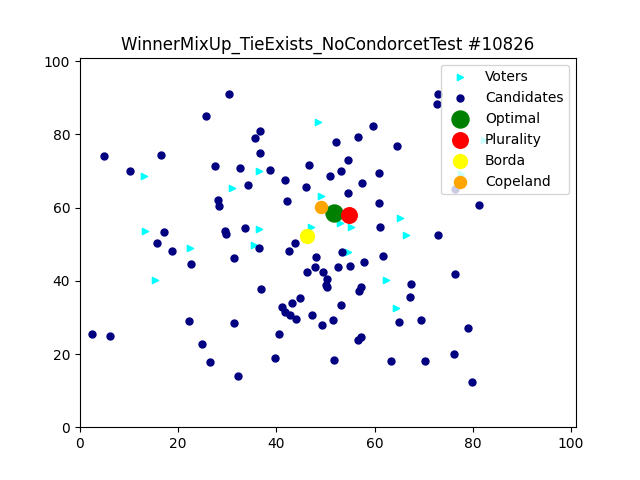 WinnerMixUp_TieExists_NoCondorcetTest #10826
Voters
Candidates
Optimal
Plurality
Borda
Copeland
100
80
60
40
20
0
0 20 40 60 80 100